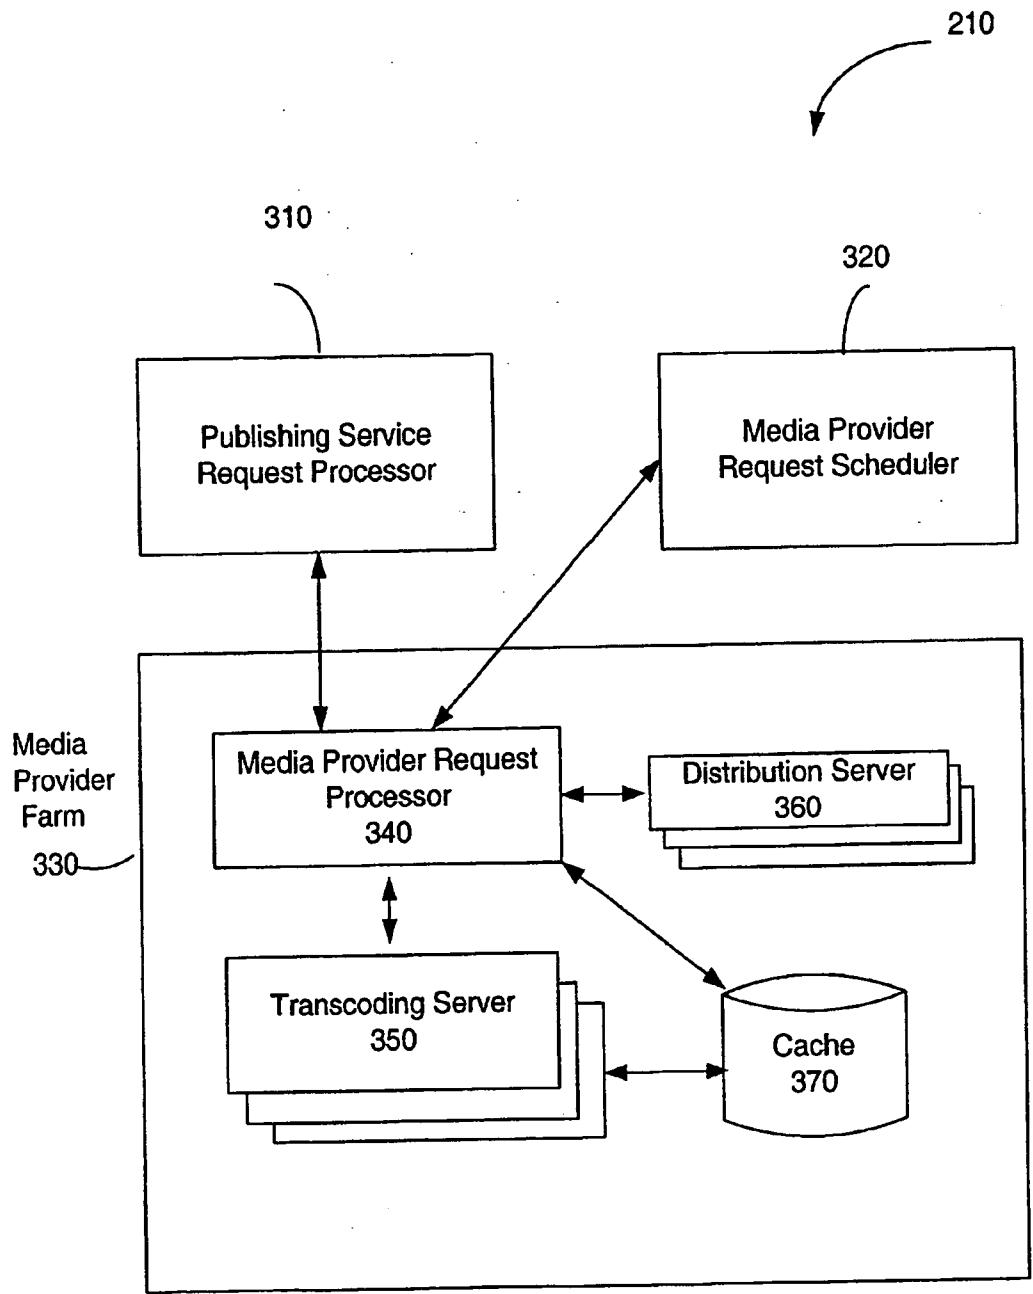 210
310
320
Publishing Service
Request Processor
Media Provider
Request Scheduler
Media
Provider
Farm
330
Media Provider Request
Processor
340
Distribution Server
360
Transcoding Server
350
Cache
370